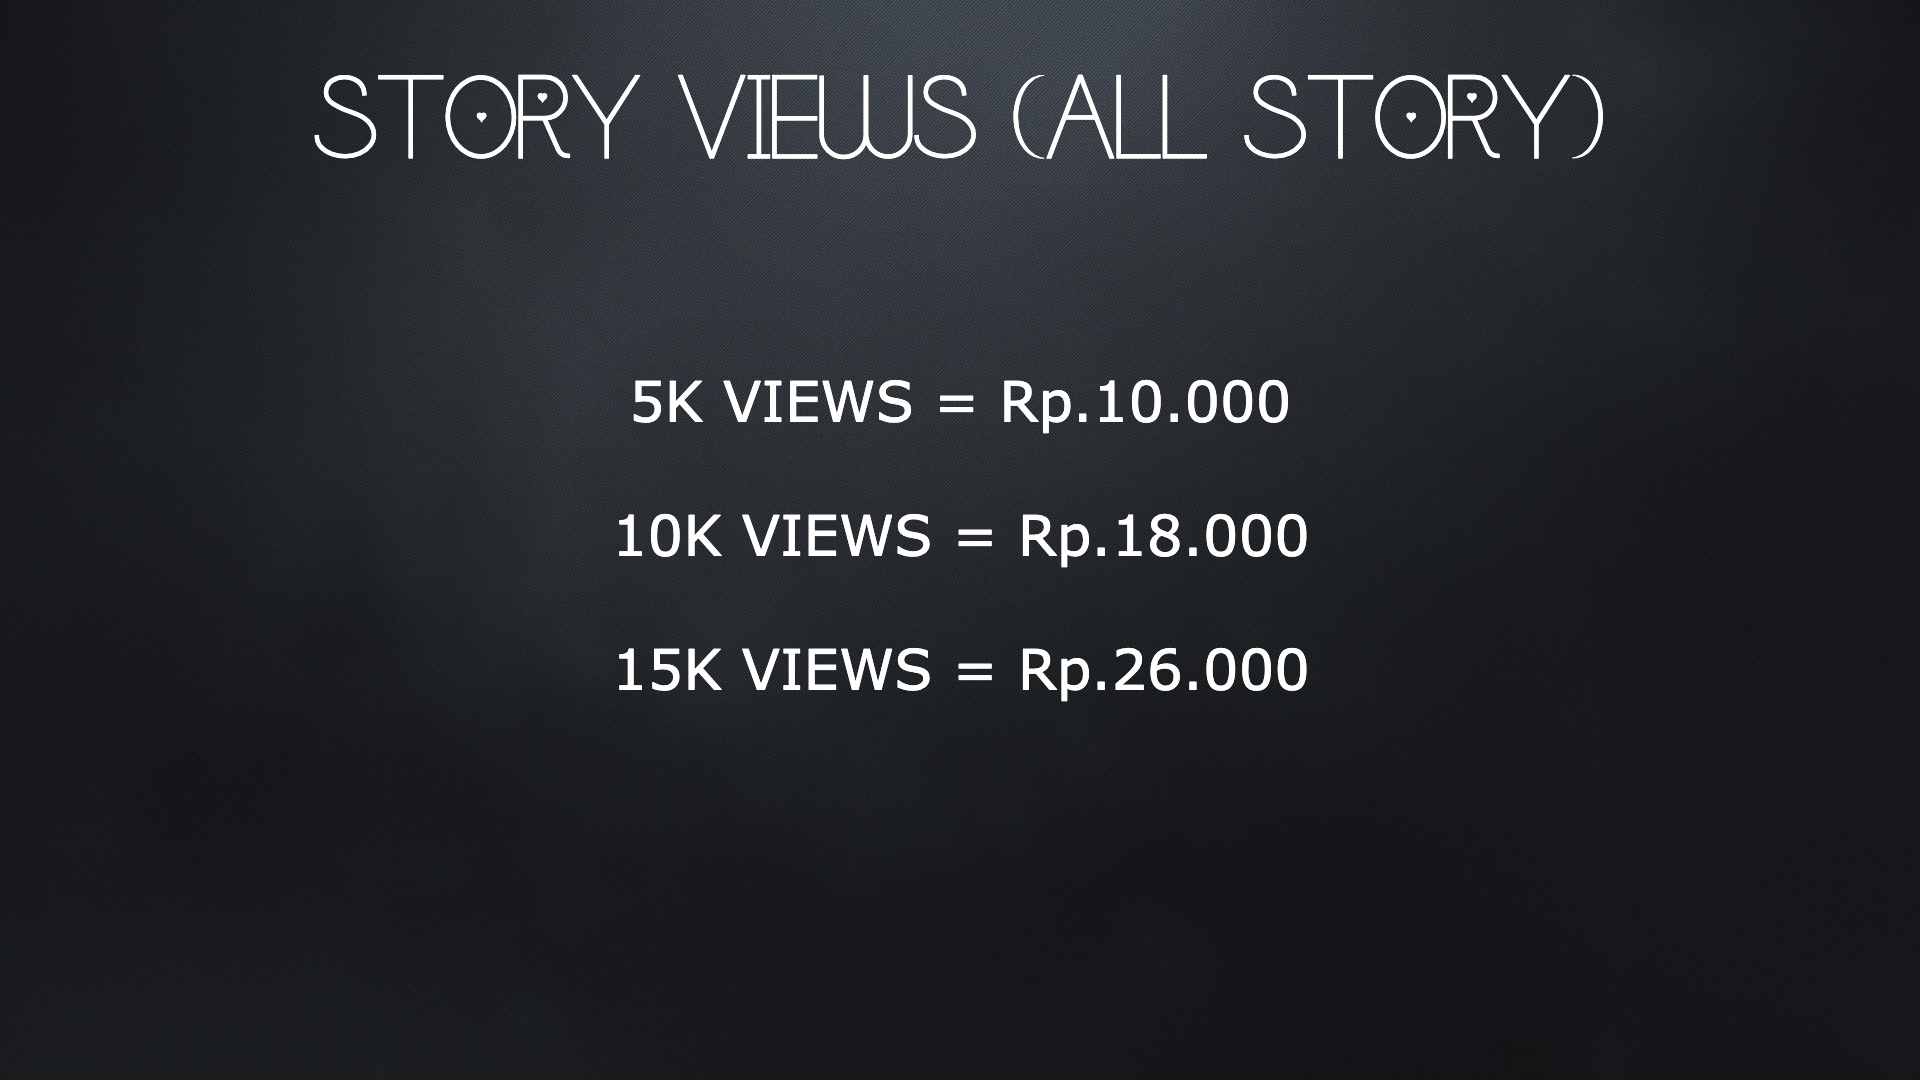 STORY VIEWS (ALL STORY)
5K VIEWS = Rp.10.000
10K VIEWS = Rp.18.000
15K VIEWS = Rp.26.000